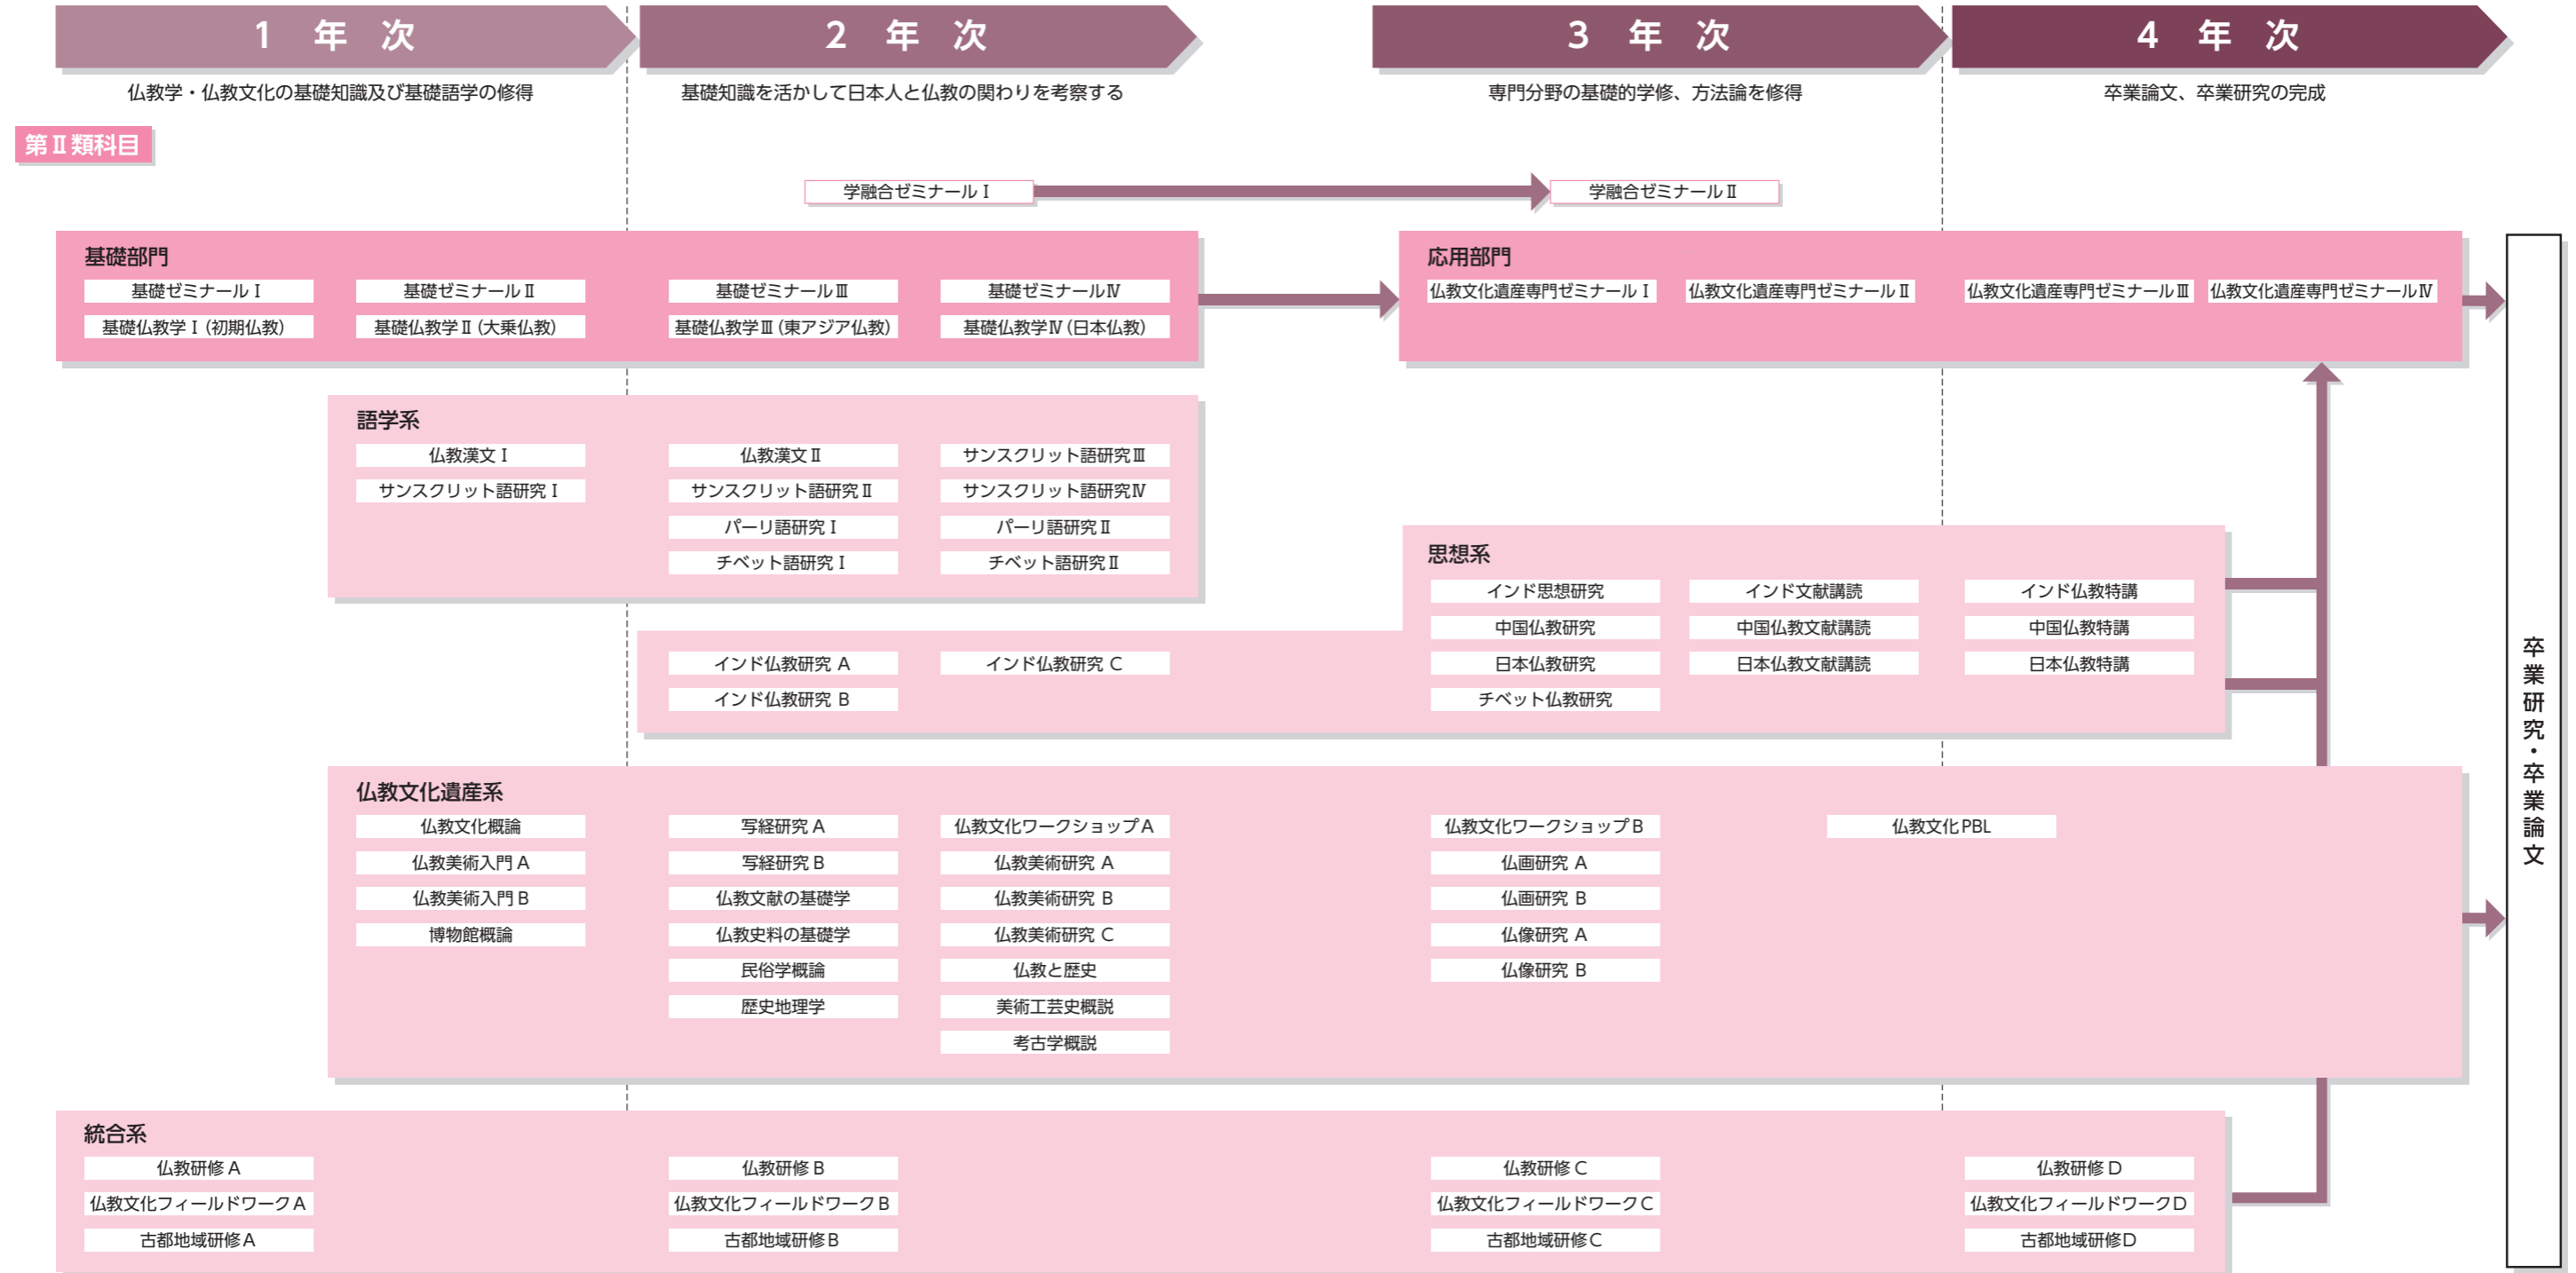 1 年 次
2 年 次
3 年 次
4 年 次
仏教学・仏教文化の基礎知識及び基礎語学の修得
基礎知識を活かして日本人と仏教の関わりを考察する
専門分野の基礎的学修、方法論を修得
卒業論文、卒業研究の完成
第Ⅱ類科目
学融合ゼミナールⅠ
学融合ゼミナールⅡ
基礎部門
基礎ゼミナールⅠ
基礎ゼミナールⅡ
基礎ゼミナールⅢ
基礎ゼミナールⅣ
基礎仏教学Ⅰ(初期仏教)
基礎仏教学Ⅱ(大乗仏教)
基礎仏教学Ⅲ(東アジア仏教)
基礎仏教学Ⅳ(日本仏教)
応用部門
仏教文化遺産専門ゼミナールⅠ
仏教文化遺産専門ゼミナールⅡ
仏教文化遺産専門ゼミナールⅢ
仏教文化遺産専門ゼミナールⅣ
語学系
仏教漢文Ⅰ
仏教漢文Ⅱ
サンスクリット語研究Ⅲ
サンスクリット語研究Ⅰ
サンスクリット語研究Ⅱ
サンスクリット語研究Ⅳ
パーリ語研究Ⅰ
パーリ語研究Ⅱ
チベット語研究Ⅰ
チベット語研究Ⅱ
思想系
インド思想研究
インド文献講読
インド仏教特講
中国仏教研究
中国仏教文献講読
中国仏教特講
インド仏教研究 A
インド仏教研究 C
日本仏教研究
日本仏教文献講読
日本仏教特講
インド仏教研究 B
チベット仏教研究
仏教文化遺産系
仏教文化概論
写経研究 A
仏教文化ワークショップ A
仏教文化ワークショップ B
仏教文化PBL
仏教美術入門 A
写経研究 B
仏教美術研究 A
仏画研究 A
仏教美術入門 B
仏教文献の基礎学
仏教美術研究 B
仏画研究 B
博物館概論
仏教史料の基礎学
仏教美術研究 C
仏像研究 A
民俗学概論
仏教と歴史
仏像研究 B
歴史地理学
美術工芸史概説
考古学概説
統合系
仏教研修 A
仏教研修 B
仏教研修 C
仏教研修 D
仏教文化フィールドワーク A
仏教文化フィールドワーク B
仏教文化フィールドワーク C
仏教文化フィールドワークD
古都地域研修A
古都地域研修B
古都地域研修C
古都地域研修D
卒業研究・卒業論文